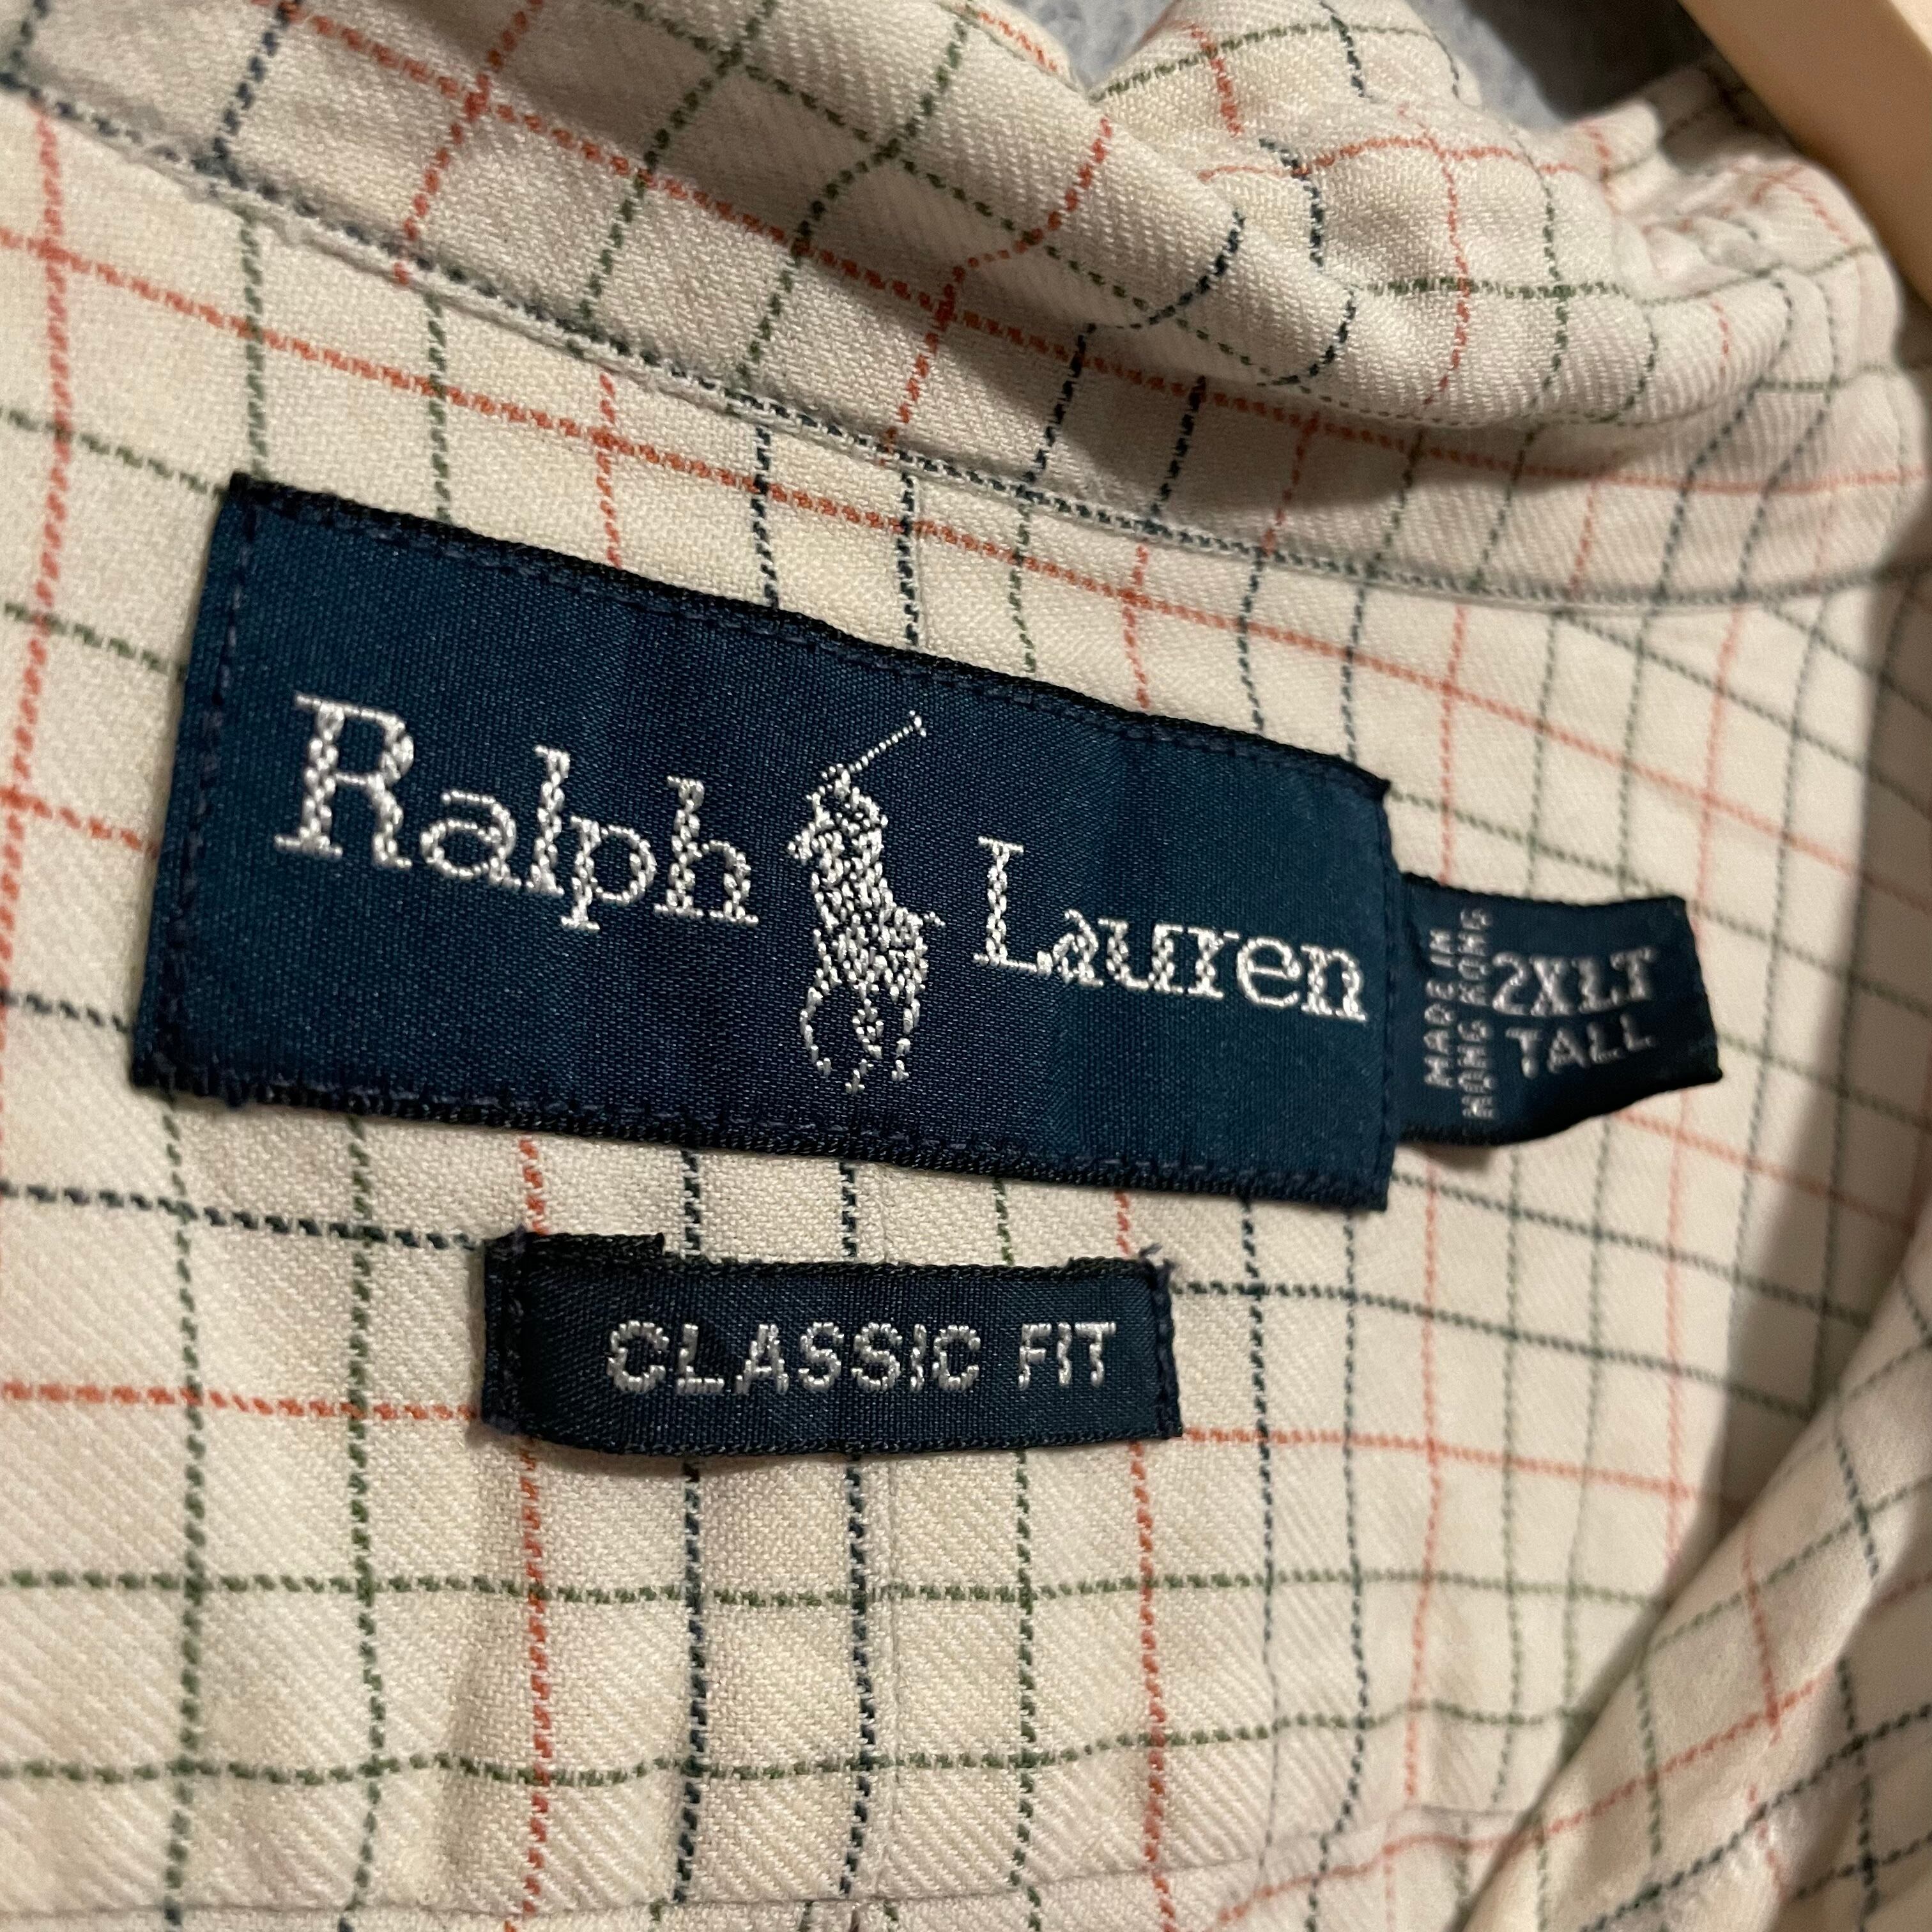 Ralph Lauren
MADE IN
HONG KONG
2XLT
TALL
CLASSIC FIT